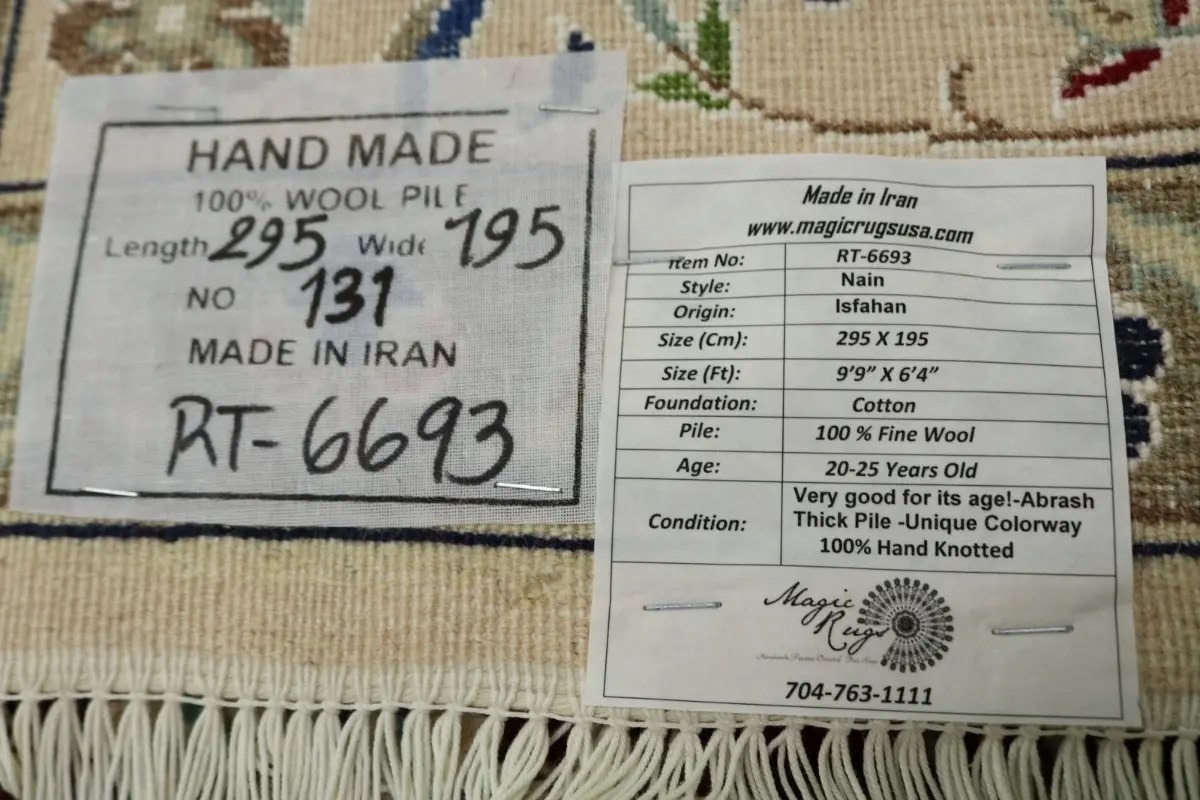 HAND MADE
100% WOOL PILE
Length 295 Wide 195
NO 131
MADE IN IRAN
RT-6693
Made in Iran
www.magicrugsusa.com
Item No: RT-6693
Style: Nain
Origin: Isfahan
Size (Cm): 295 X 195
Size (Ft): 9'9” X 6'4”
Foundation: Cotton
Pile: 100 % Fine Wool
Age: 20-25 Years Old
Condition: Very good for its age!-Abrash
Thick Pile -Unique Colorway
100% Hand Knotted
Magic
Rugs
704-763-1111